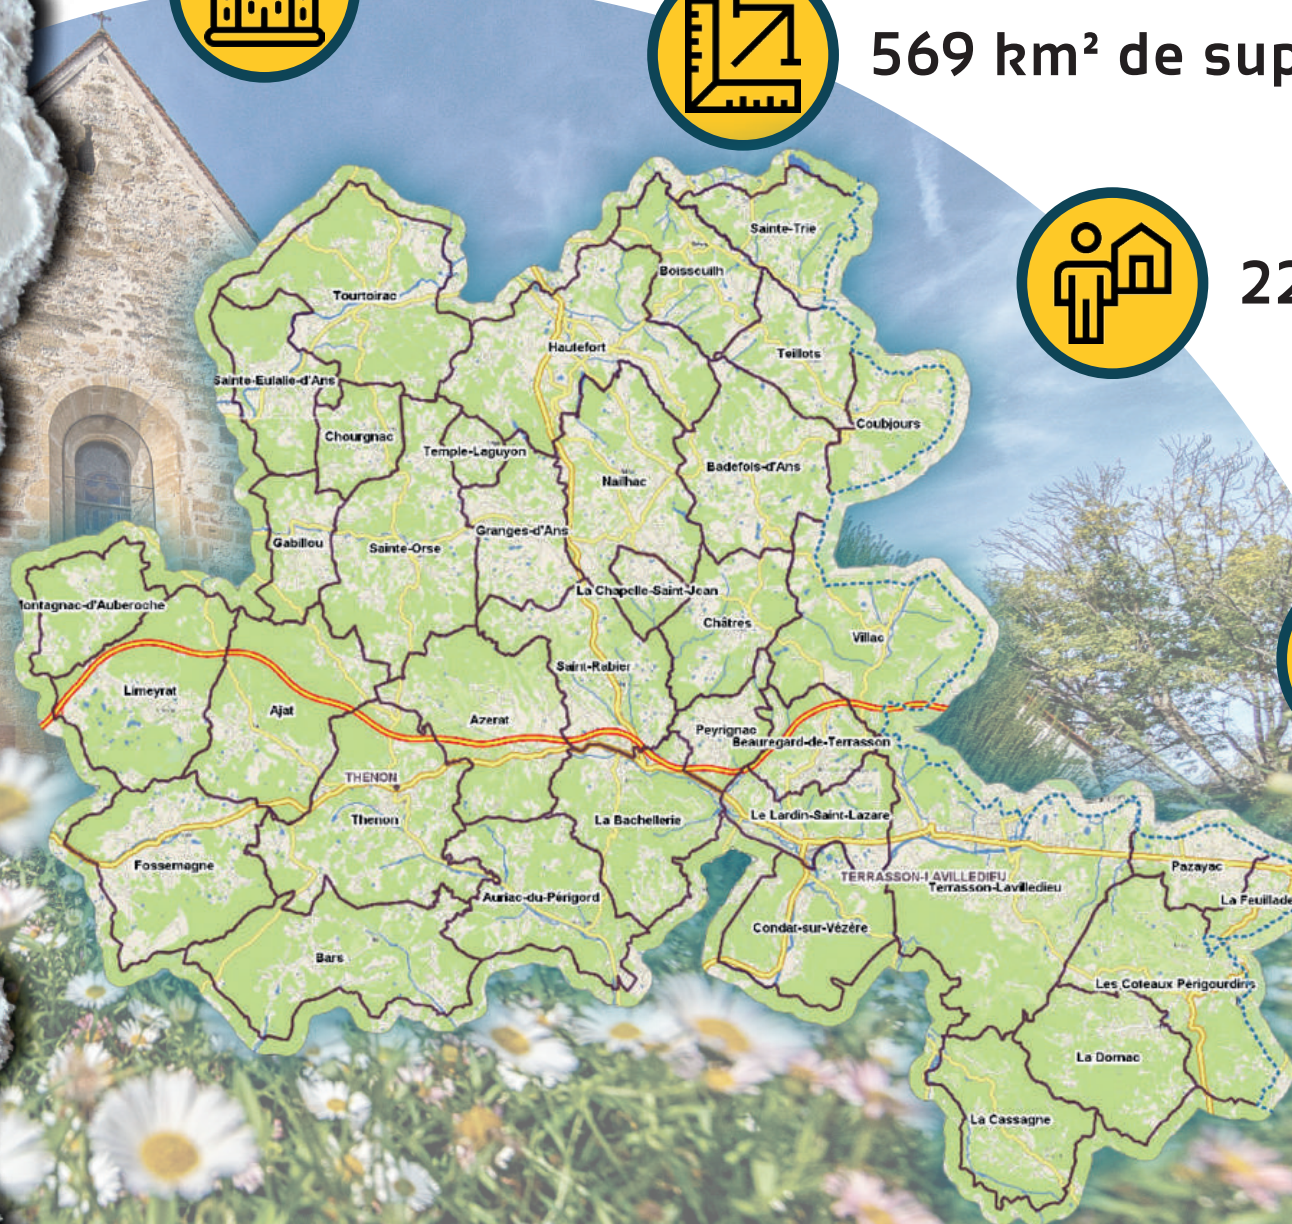 569 km² de sup
22
Sainte-Trie
Boisseuilh
Tourtoirac
Hautefort
Teillots
Sainte-Eulalie-d'Ans
Coubjours
Chourgnac
Temple-Laguyon
Badefols-d'Ans
Nailhac
Granges-d'Ans
Gabillou
Sainte-Orse
La Chapelle-Saint-Jean
ontagnac-d'Auberoche
Châtres
Villac
Saint-Rabier
Limeyrat
Ajat
Azerat
Peyrignac
Beauregard-de-Terrasson
THENON
Thenon
La Bachellerie
Le Lardin-Saint-Lazare
Fossemagne
Pazayac
TERRASSON-LAVILLEDIEU
Terrasson-Lavilledieu
Auriac-du-Périgord
La Feuillade
Condat-sur-Vézère
Bars
Les Coteaux Périgourdins
La Dornac
La Cassagne